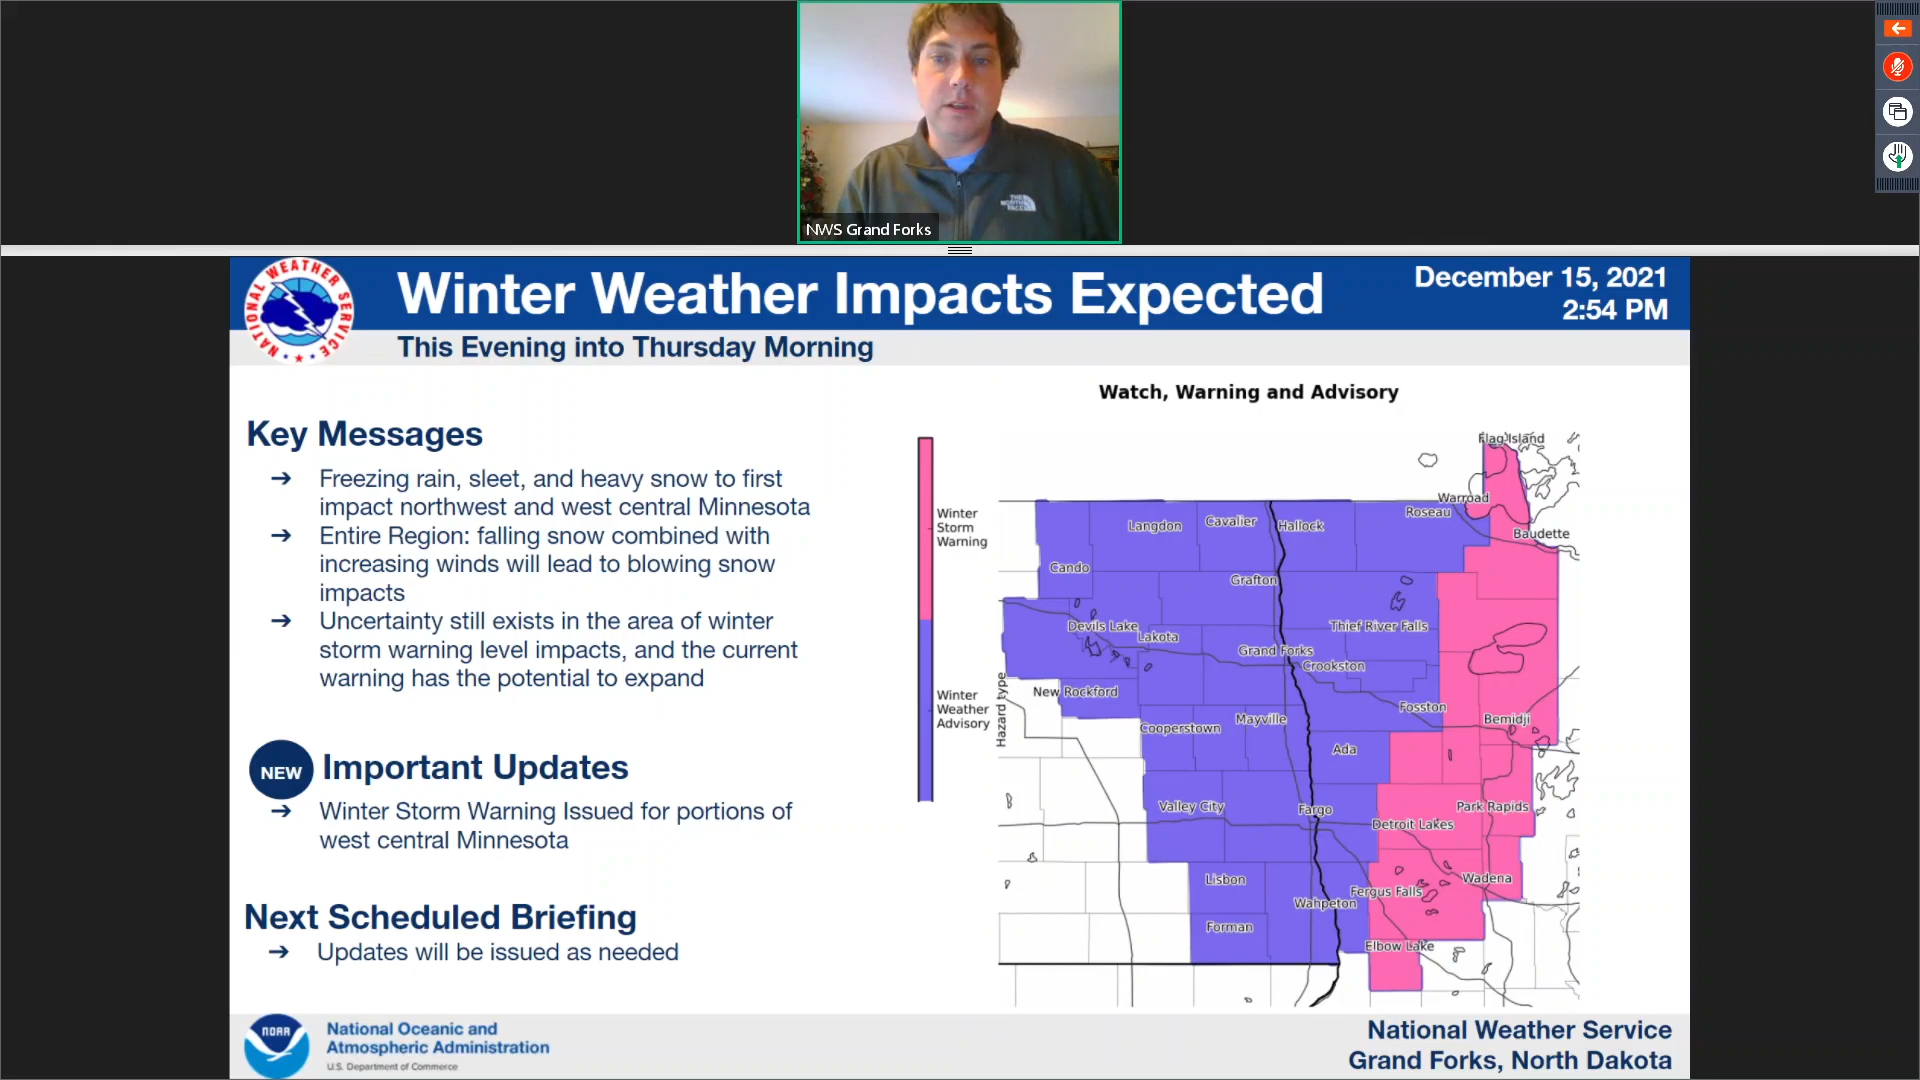 THE
NORTH
FACE
NWS Grand Forks
NATIONAL WEATHER SERVICE
Winter Weather Impacts Expected
December 15, 2021
2:54 PM
This Evening into Thursday Morning
Key Messages
➔ Freezing rain, sleet, and heavy snow to first
impact northwest and west central Minnesota
➔ Entire Region: falling snow combined with
increasing winds will lead to blowing snow
impacts
➔ Uncertainty still exists in the area of winter
storm warning level impacts, and the current
warning has the potential to expand
NEW Important Updates
➔ Winter Storm Warning Issued for portions of
west central Minnesota
Next Scheduled Briefing
➔ Updates will be issued as needed
Watch, Warning and Advisory
Winter
Storm
Warning
Winter
Weather
Advisory
Hazard type
Flag Island
Warroad
Roseau
Baudette
Langdon
Cavalier
Hallock
Cando
Grafton
Devils Lake
Lakota
Thief River Falls
Grand Forks
Crookston
New Rockford
Fosston
Bemidji
Cooperstown
Mayville
Ada
Valley City
Fargo
Park Rapids
Detroit Lakes
Lisbon
Wadena
Fergus Falls
Wahpeton
Forman
Elbow Lake
NOAA
National Oceanic and
Atmospheric Administration
U.S. Department of Commerce
National Weather Service
Grand Forks, North Dakota